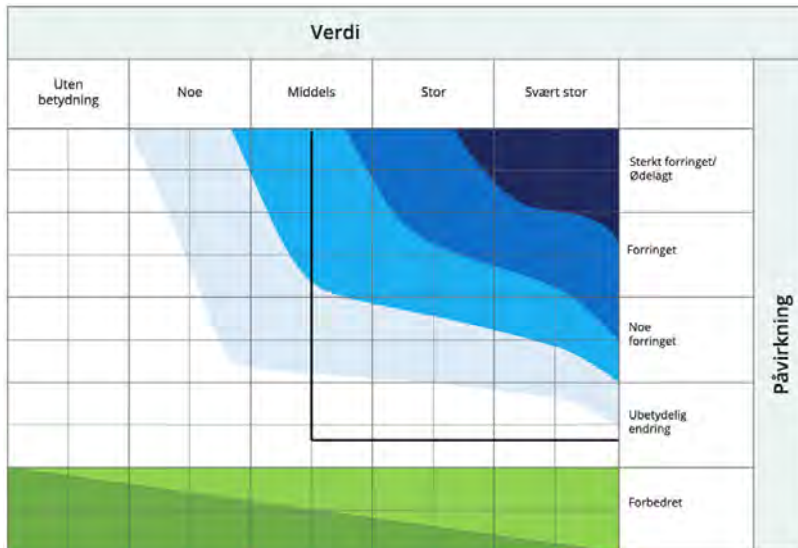 Verdi
Uten
betydning
Noe
Middels
Stor
Svært stor
Sterkt forringet/
Ødelagt
Forringet
Noe
forringet
Ubetydelig
endring
Forbedret
Påvirkning